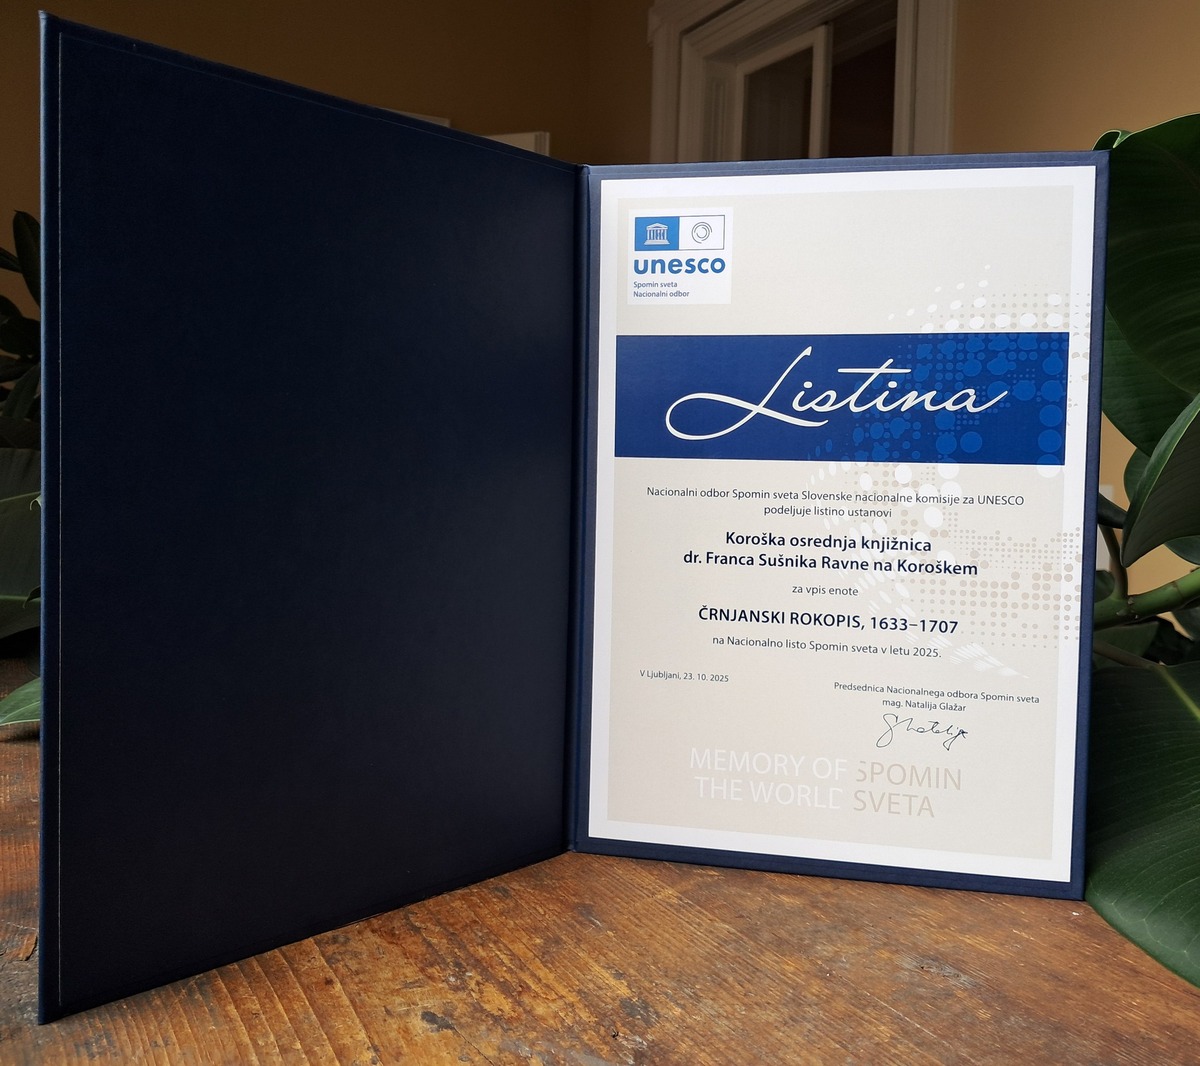 unesco
Spomin sveta
Nacionalni odbor
Listina
Nacionalni odbor Spomin sveta Slovenske nacionalne komisije za UNESCO
podeljuje listino ustanovi
Koroška osrednja knjižnica
dr. Franca Sušnika Ravne na Koroškem
za vpis enote
ČRNJANSKI ROKOPIS, 1633–1707
na Nacionalno listo Spomin sveta v letu 2025.
V Ljubljani, 23. 10. 2025
Predsednica Nacionalnega odbora Spomin sveta
mag. Natalija Glažar
MEMORY OF SPOMIN
THE WORLD SVETA